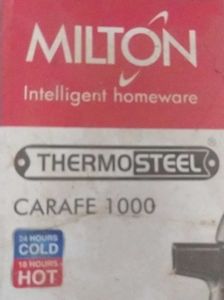 MILTON
Intelligent homeware
THERMOSTEEL
CARAFE 1000
24 HOURS
COLD
18 HOURS
HOT